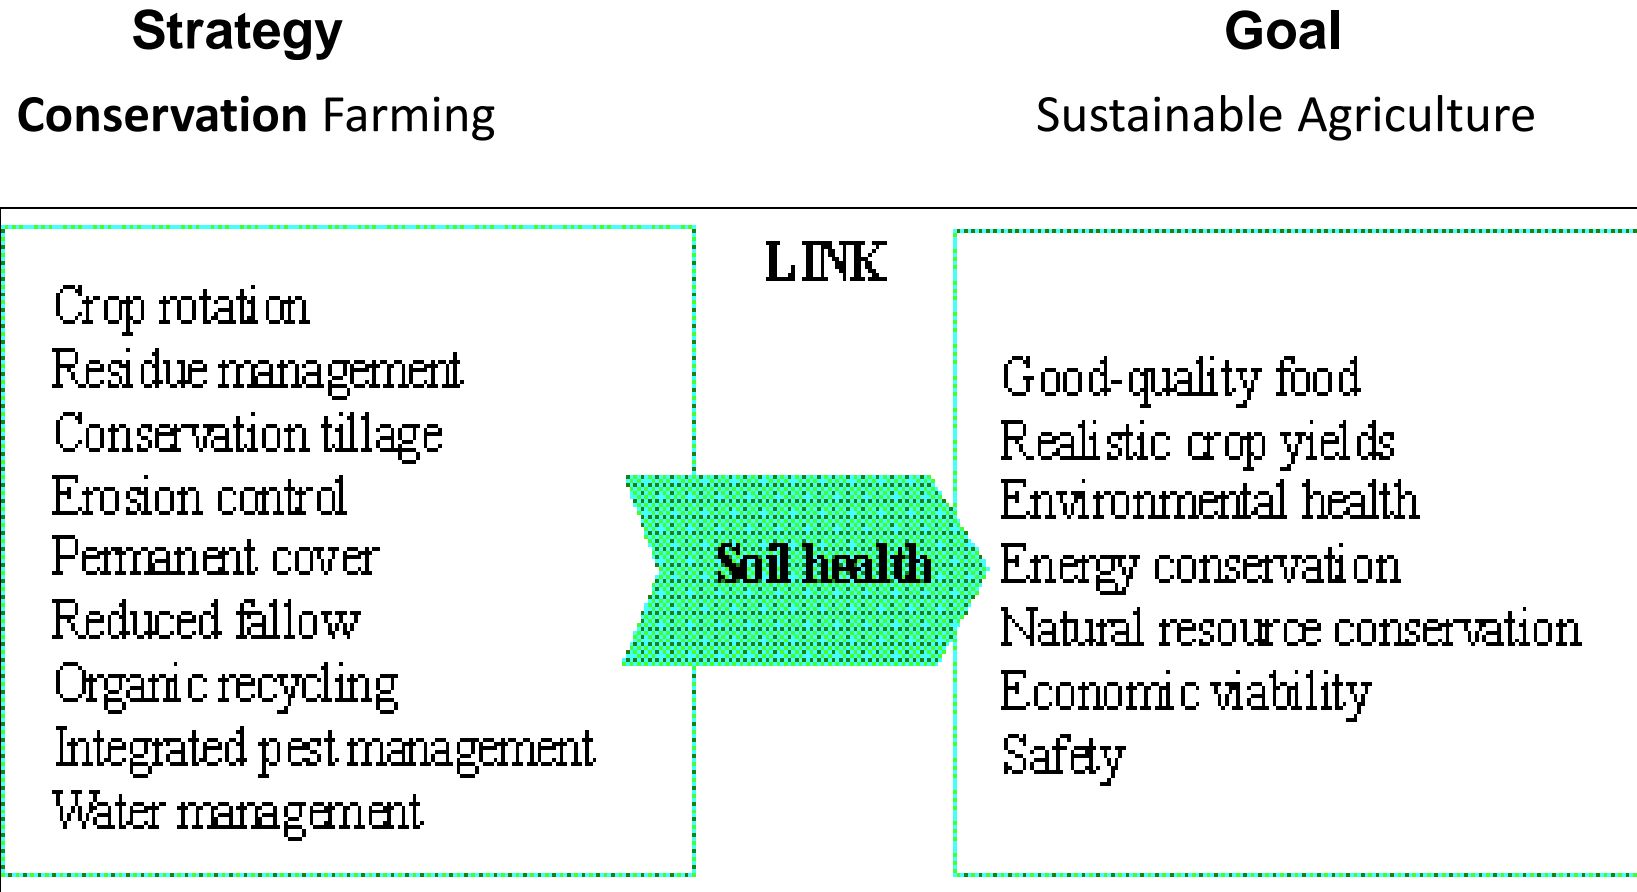 Strategy
Goal
Conservation Farming
Sustainable Agriculture
LINK
Crop rotation
Residue management
Conservation tillage
Erosion control
Permanent cover
Reduced fallow
Organic recycling
Integrated pest management
Water management
Soil health
Good-quality food
Realistic crop yields
Environmental health
Energy conservation
Natural resource conservation
Economic viability
Safety